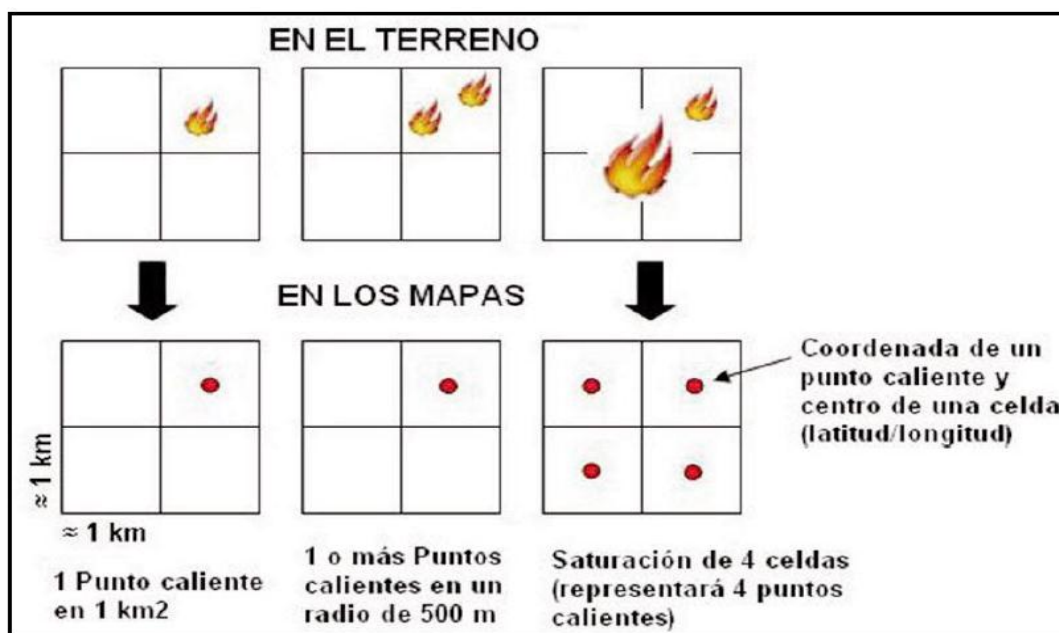 EN EL TERRENO
EN LOS MAPAS
Coordenada de un
punto caliente y
centro de una celda
(latitud/longitud)
≈ 1 km
≈ 1 km
1 Punto caliente
en 1 km2
1 o más Puntos
calientes en un
radio de 500 m
Saturación de 4 celdas
(representará 4 puntos
calientes)